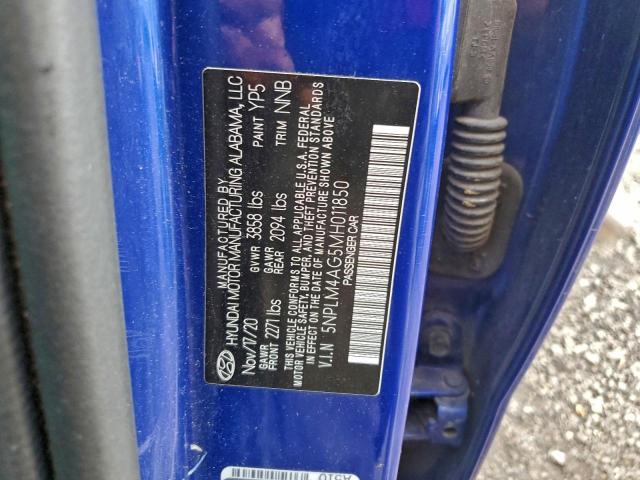 MANUFACTURED BY
HYUNDAI MOTOR MANUFACTURING ALABAMA, LLC
Nov/17/20 GVWR 3858 lbs PAINT YP5
GAWR FRONT 2271 lbs GAWR REAR 2094 lbs TRIM NNB
THIS VEHICLE CONFORMS TO ALL APPLICABLE U.S.A. FEDERAL
MOTOR VEHICLE SAFETY, BUMPER, AND THEFT PREVENTION STANDARDS
IN EFFECT ON THE DATE OF MANUFACTURE SHOWN ABOVE
V.I.N 5NPLM4AG5MH011850
PASSENGER CAR
A510